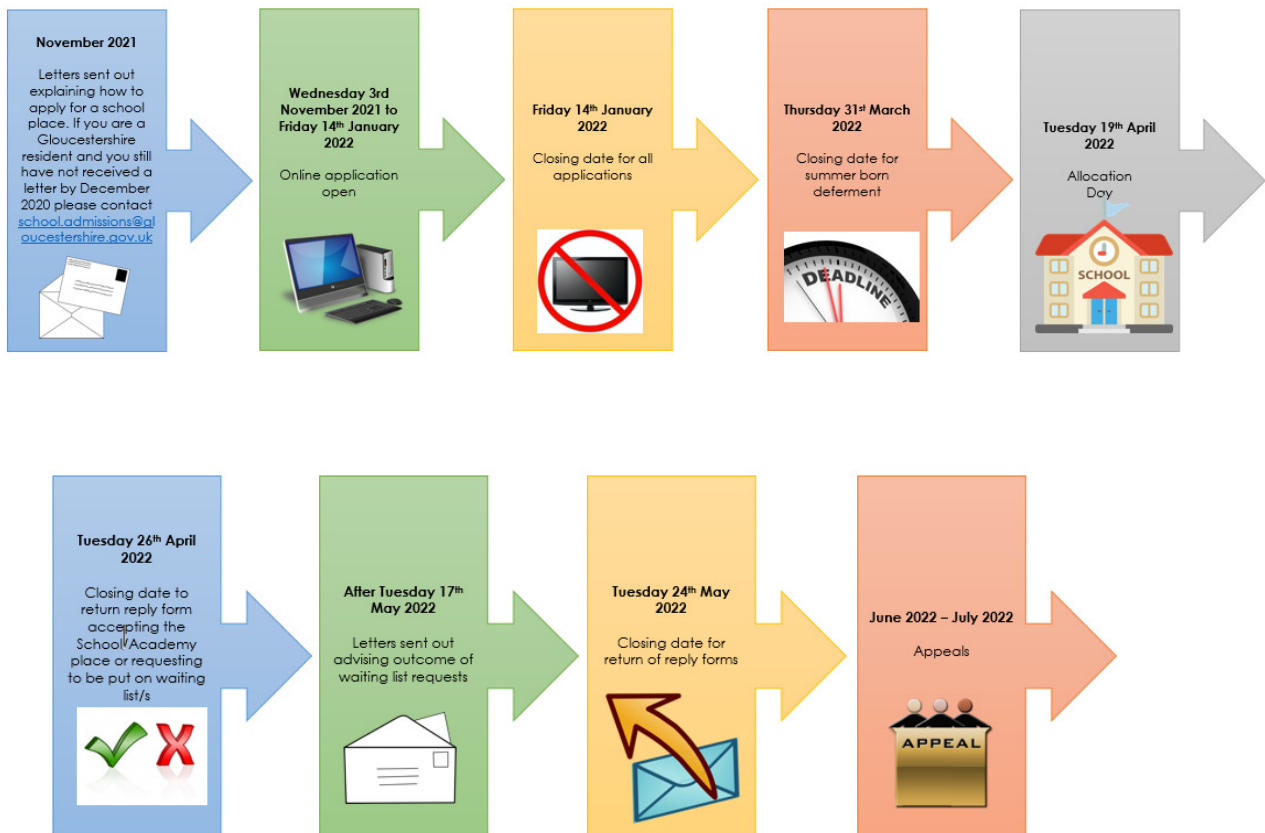 November 2021
Letters sent out
explaining how to
apply for a school
place. If you are a
Gloucestershire
resident and you still
have not received a
letter by December
2020 please contact
school.admissions@gl
oucestershire.gov.uk
Wednesday 3rd
November 2021 to
Friday 14th January
2022
Online application
open
Friday 14th January
2022
Closing date for all
applications
Thursday 31st March
2022
Closing date for
summer born
deferment
DEADLINE
Tuesday 19th April
2022
Allocation
Day
SCHOOL
Tuesday 26th April
2022
Closing date to
return reply form
accepting the
School/Academy
place or requesting
to be put on waiting
list/s
After Tuesday 17th
May 2022
Letters sent out
advising outcome of
waiting list requests
Tuesday 24th May
2022
Closing date for
return of reply forms
June 2022 – July 2022
Appeals
APPEAL